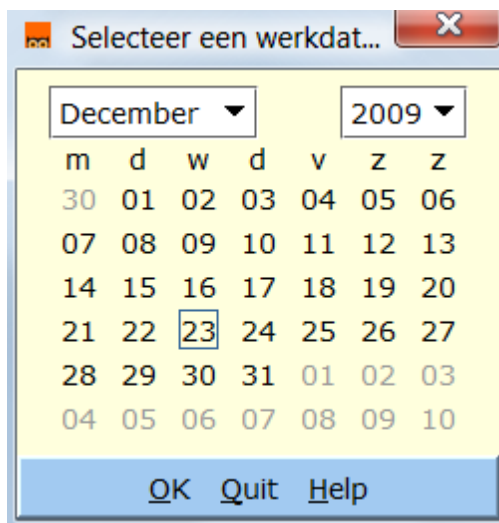 Selecteer een werkdat...
December 2009
m d w d v z z
30 01 02 03 04 05 06
07 08 09 10 11 12 13
14 15 16 17 18 19 20
21 22 23 24 25 26 27
28 29 30 31 01 02 03
04 05 06 07 08 09 10
OK Quit Help